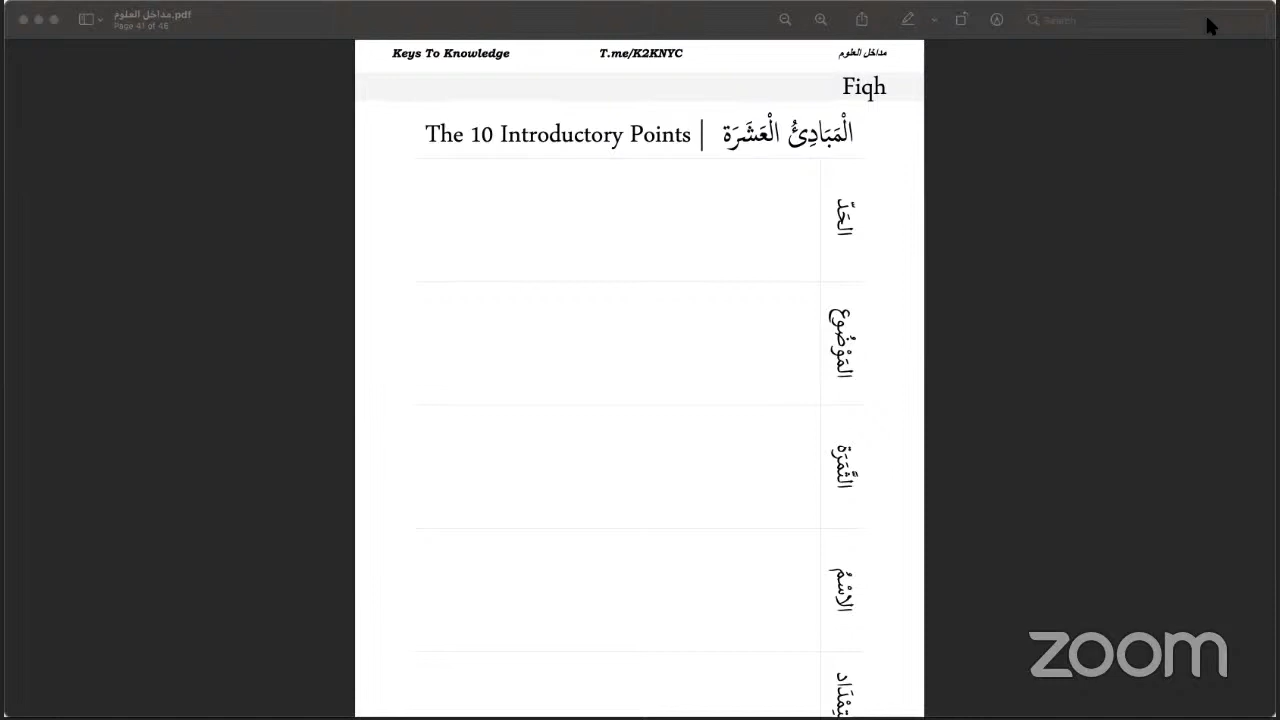 مداخل العلوم.pdf
Page 41 of 46
Search
Keys To Knowledge T.me/K2KNYC مداخل العلوم
Fiqh
The 10 Introductory Points | الْمَبَادِئُ الْعَشَرَة
الحَدّ
المَوْضُوع
الثَّمَرَة
الاسْمُ
zoom